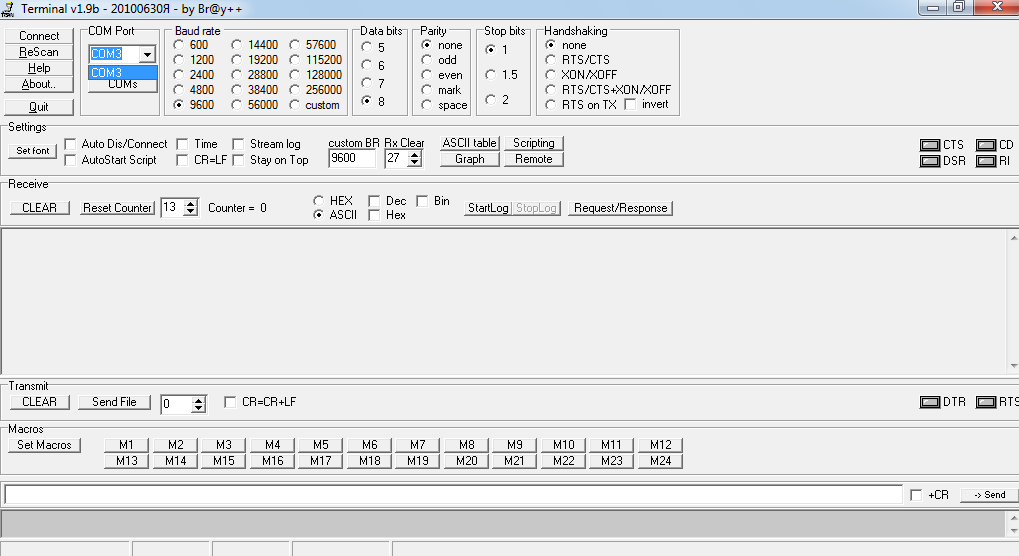 Terminal v1.9b - 20100630Я - by Br@y++
Connect
ReScan
Help
About..
Quit
COM Port
COM3
COM3
COMs
Baud rate
600 14400 57600
1200 19200 115200
2400 28800 128000
4800 38400 256000
9600 56000 custom
Data bits
5
6
7
8
Parity
none
odd
even
mark
space
Stop bits
1
1.5
2
Handshaking
none
RTS/CTS
XON/XOFF
RTS/CTS+XON/XOFF
RTS on TX invert
Settings
Set font
Auto Dis/Connect Time Stream log
AutoStart Script CR=LF Stay on Top
custom BR Rx Clear
9600 27
ASCII table Scripting
Graph Remote
CTS CD
DSR RI
Receive
CLEAR Reset Counter 13 Counter = 0
HEX Dec Bin
ASCII Hex
StartLog StopLog Request/Response
Transmit
CLEAR Send File 0 CR=CR+LF DTR RTS
Macros
Set Macros
M1 M2 M3 M4 M5 M6 M7 M8 M9 M10 M11 M12
M13 M14 M15 M16 M17 M18 M19 M20 M21 M22 M23 M24
+CR -> Send